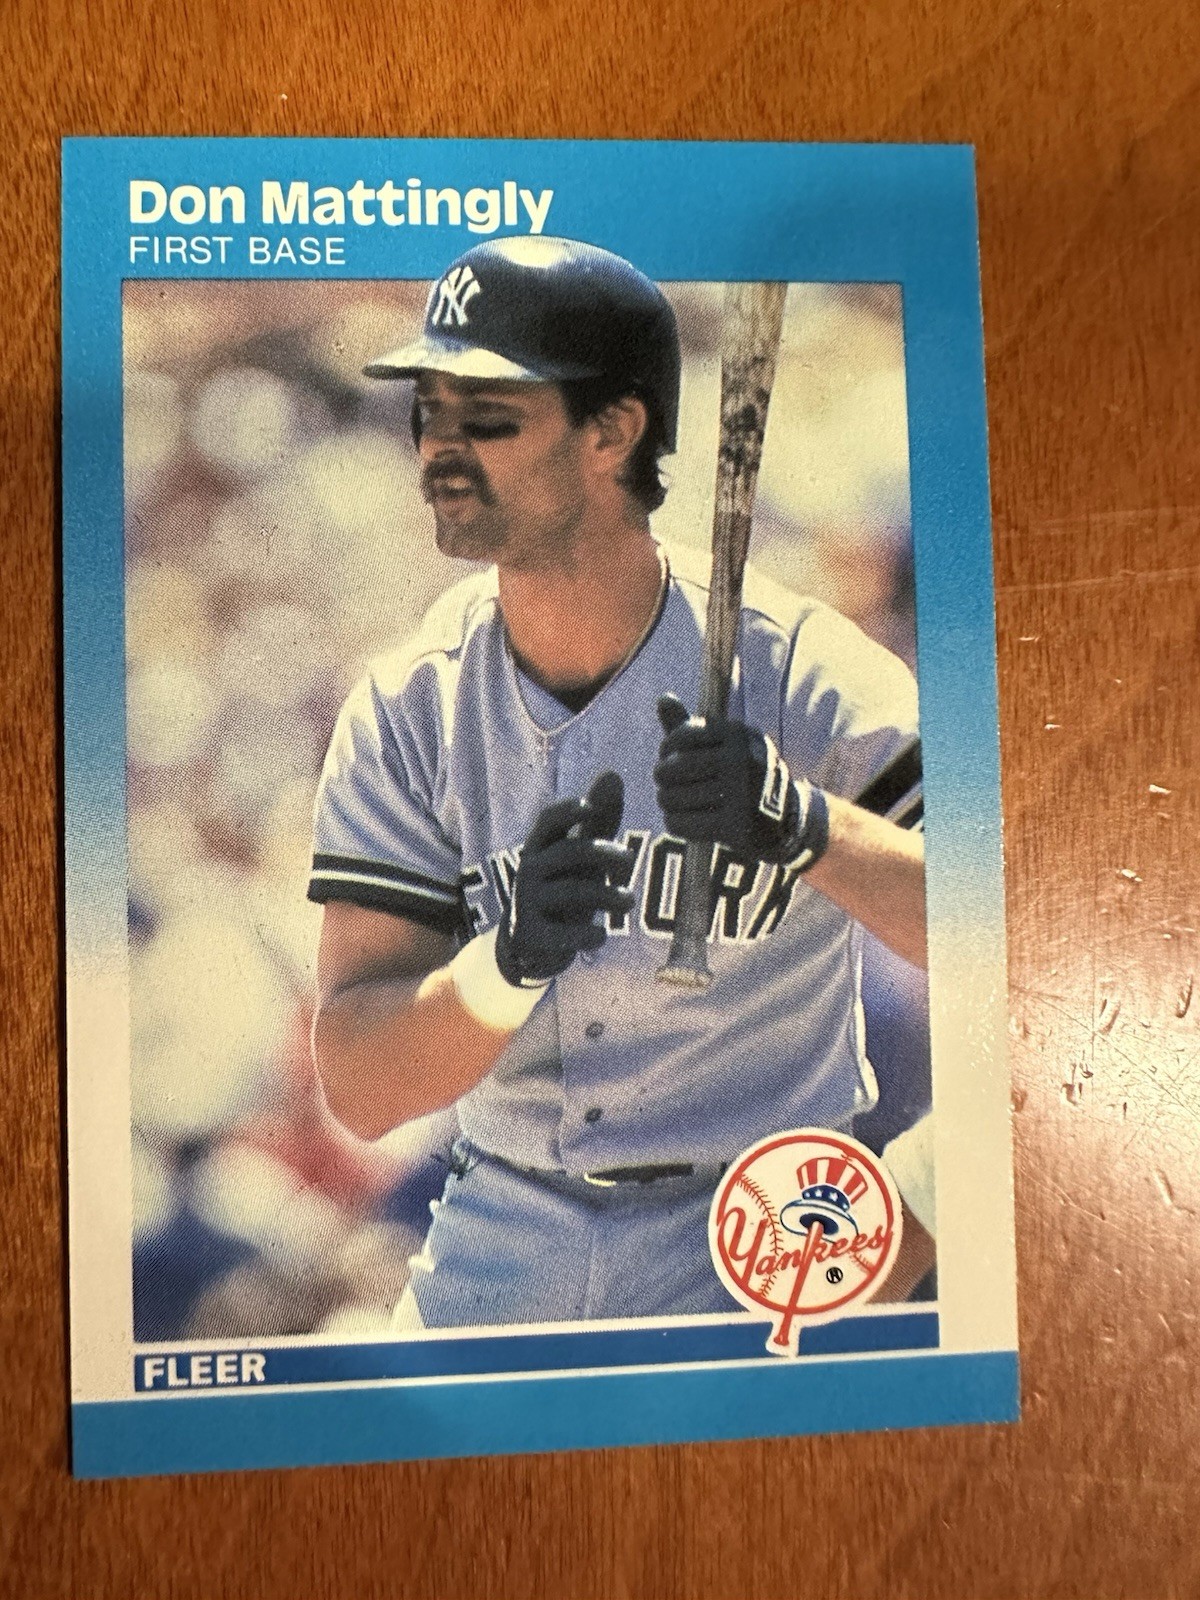 Don Mattingly
FIRST BASE
NY
EW YORK
Yankees
®
FLEER